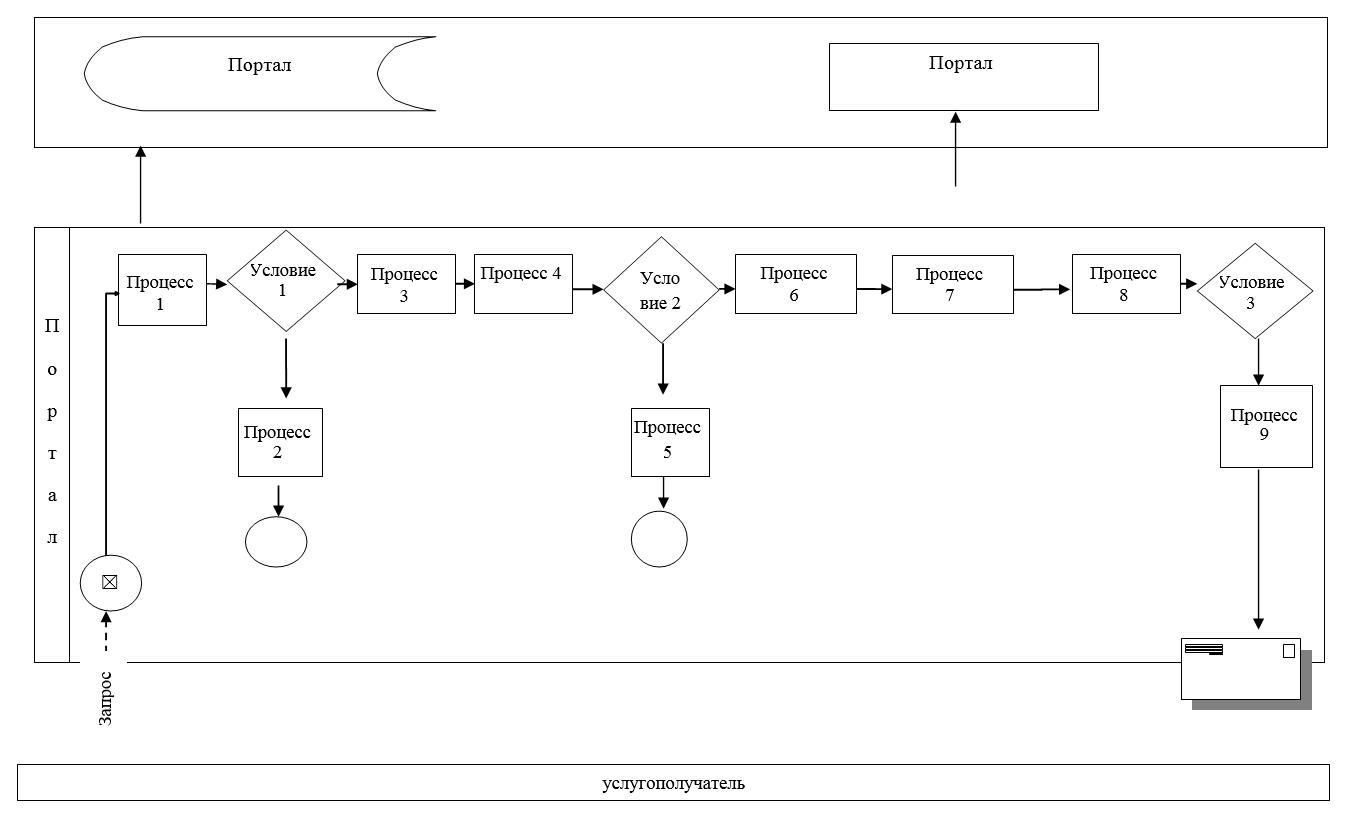 Портал
Портал
Процесс
1
Условие
1
Процесс
3
Процесс 4
Усло
вие 2
Процесс
6
Процесс
7
Процесс
8
Условие
3
П
о
р
т
а
л
Процесс
2
Процесс
5
Процесс
9
Запрос
услугополучатель